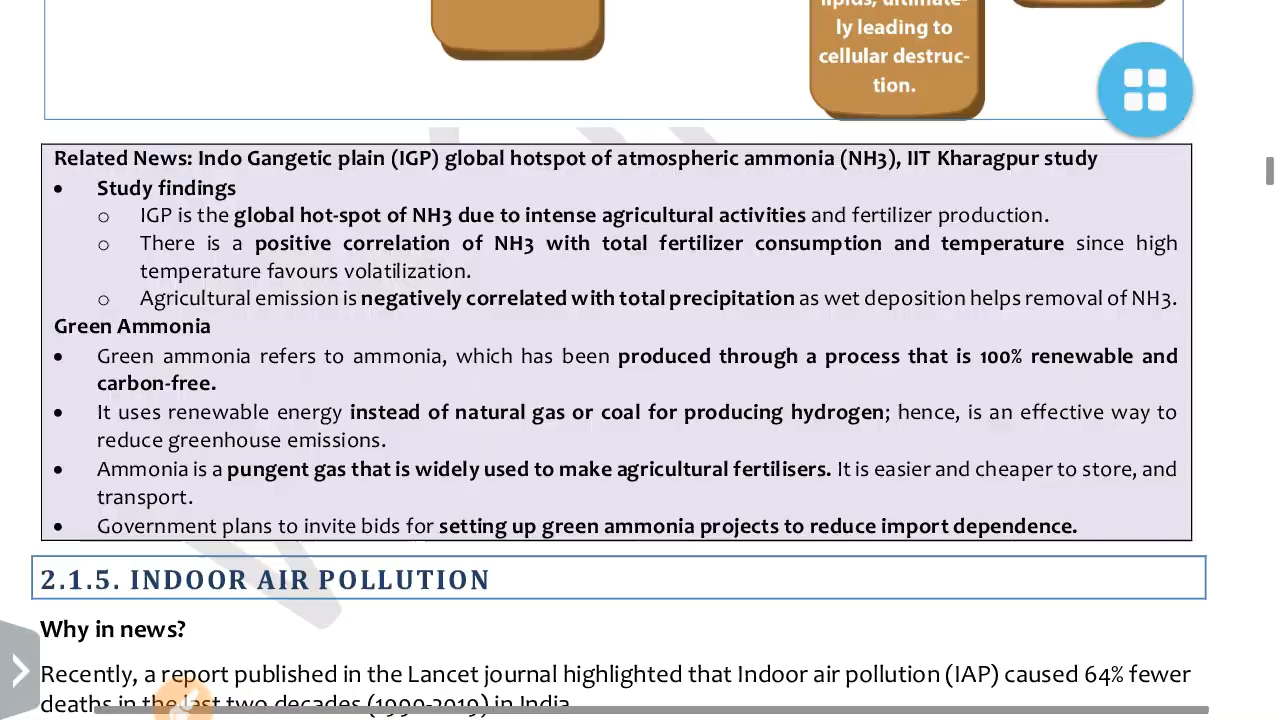 lipids, ultimate-
ly leading to
cellular destruc-
tion.
Related News: Indo Gangetic plain (IGP) global hotspot of atmospheric ammonia (NH3), IIT Kharagpur study
• Study findings
o IGP is the global hot-spot of NH3 due to intense agricultural activities and fertilizer production.
o There is a positive correlation of NH3 with total fertilizer consumption and temperature since high
temperature favours volatilization.
o Agricultural emission is negatively correlated with total precipitation as wet deposition helps removal of NH3.
Green Ammonia
• Green ammonia refers to ammonia, which has been produced through a process that is 100% renewable and
carbon-free.
• It uses renewable energy instead of natural gas or coal for producing hydrogen; hence, is an effective way to
reduce greenhouse emissions.
• Ammonia is a pungent gas that is widely used to make agricultural fertilisers. It is easier and cheaper to store, and
transport.
• Government plans to invite bids for setting up green ammonia projects to reduce import dependence.
2.1.5. INDOOR AIR POLLUTION
Why in news?
Recently, a report published in the Lancet journal highlighted that Indoor air pollution (IAP) caused 64% fewer
deaths in the last two decades (1990-2019) in India